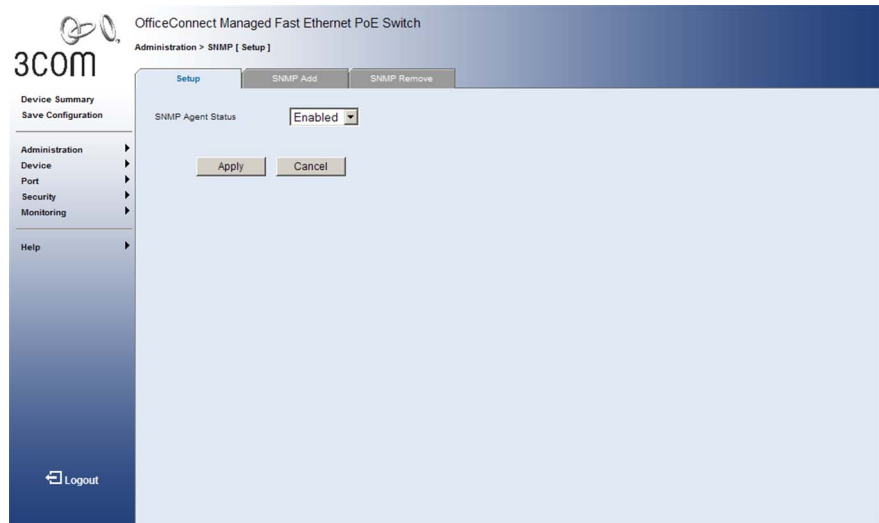 OfficeConnect Managed Fast Ethernet PoE Switch
Administration > SNMP [ Setup ]
3COM
Setup
SNMP Add
SNMP Remove
Device Summary
Save Configuration
SNMP Agent Status
Enabled
Administration
Device
Port
Security
Monitoring
Apply
Cancel
Help
Logout